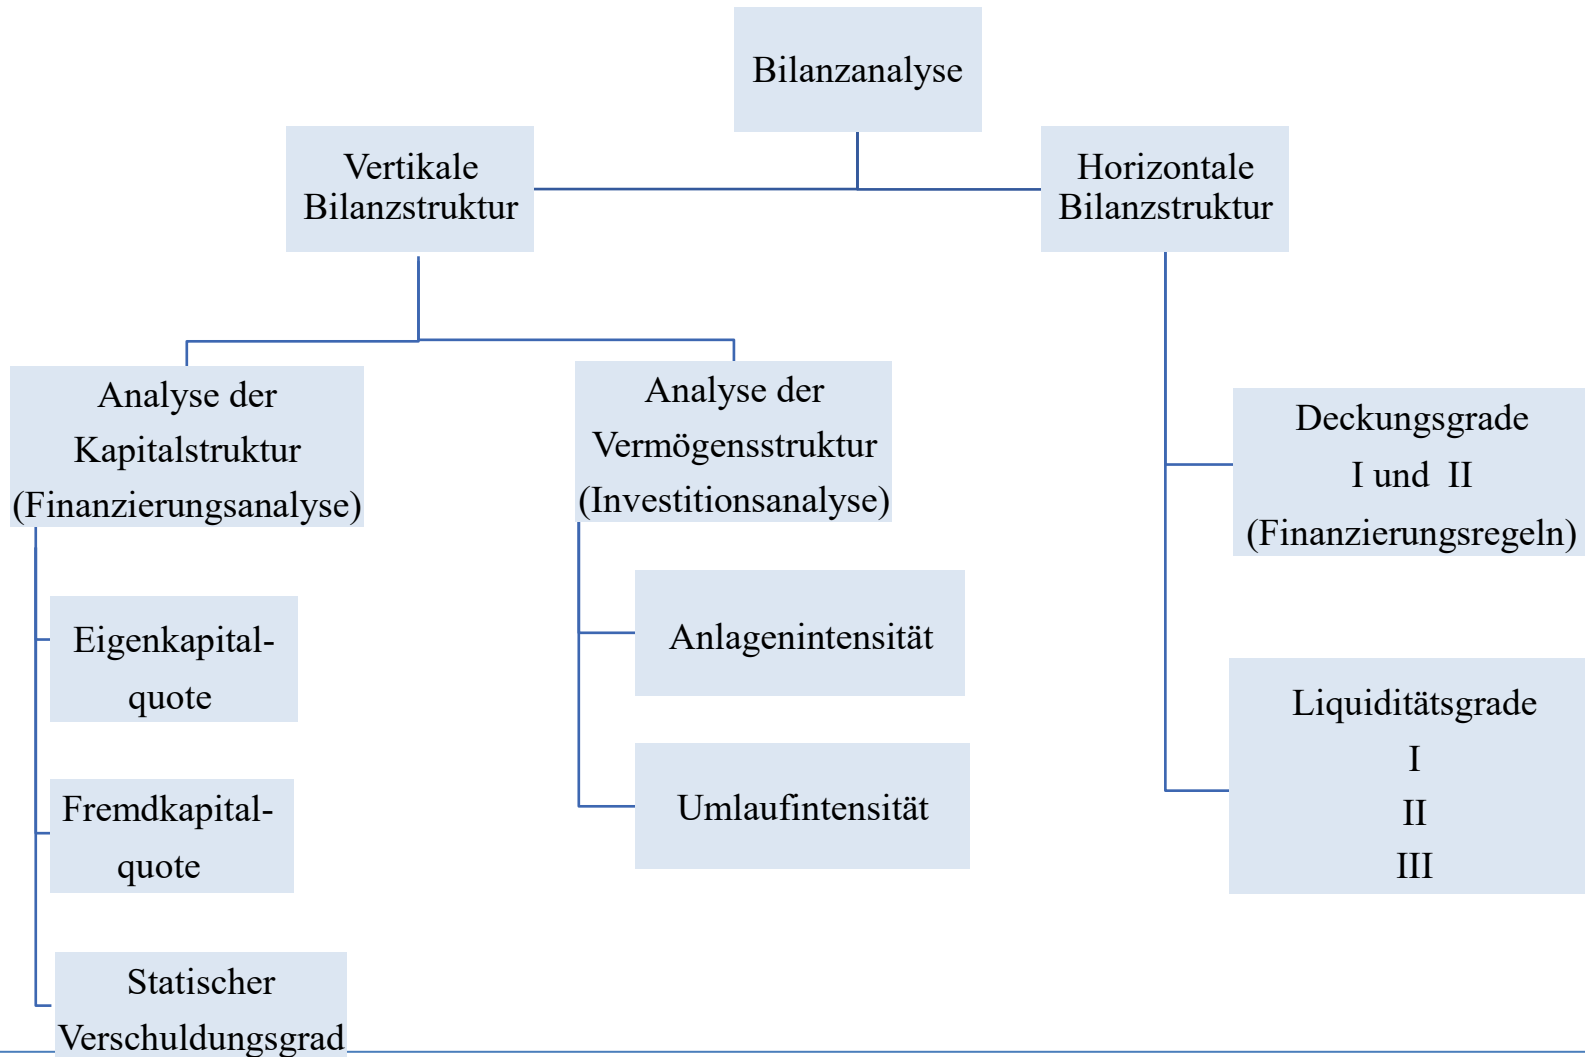 Bilanzanalyse
Vertikale
Bilanzstruktur
Horizontale
Bilanzstruktur
Analyse der
Kapitalstruktur
(Finanzierungsanalyse)
Analyse der
Vermögensstruktur
(Investitionsanalyse)
Deckungsgrade
I und II
(Finanzierungsregeln)
Eigenkapital-
quote
Anlagenintensität
Liquiditätsgrade
I
II
III
Fremdkapital-
quote
Umlaufintensität
Statischer
Verschuldungsgrad